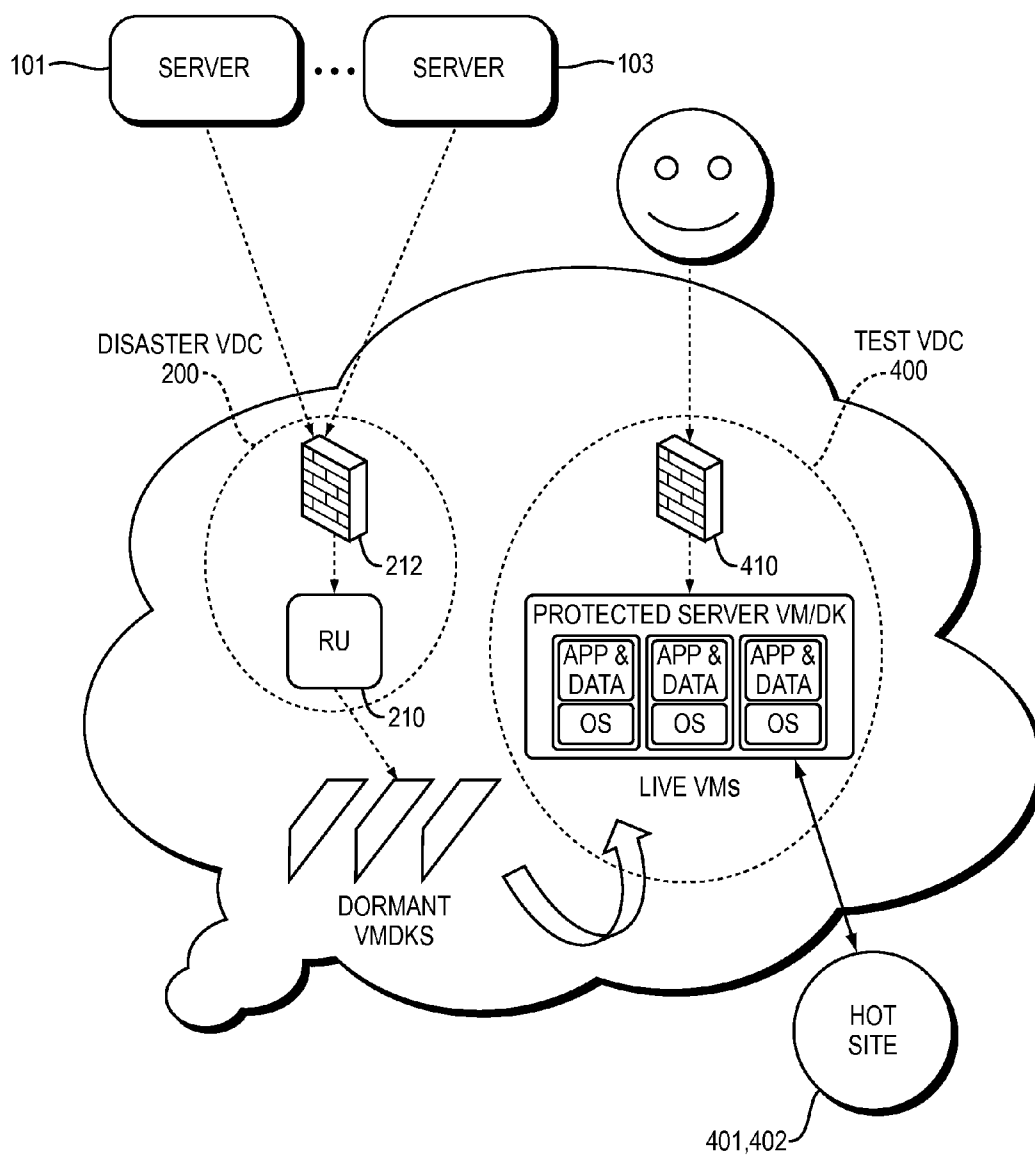 101
SERVER
SERVER
103
DISASTER VDC
200
TEST VDC
400
212
410
RU
210
PROTECTED SERVER VM/DK
APP & DATA
APP & DATA
APP & DATA
OS
OS
OS
LIVE VMs
DORMANT
VMDKS
HOT
SITE
401,402